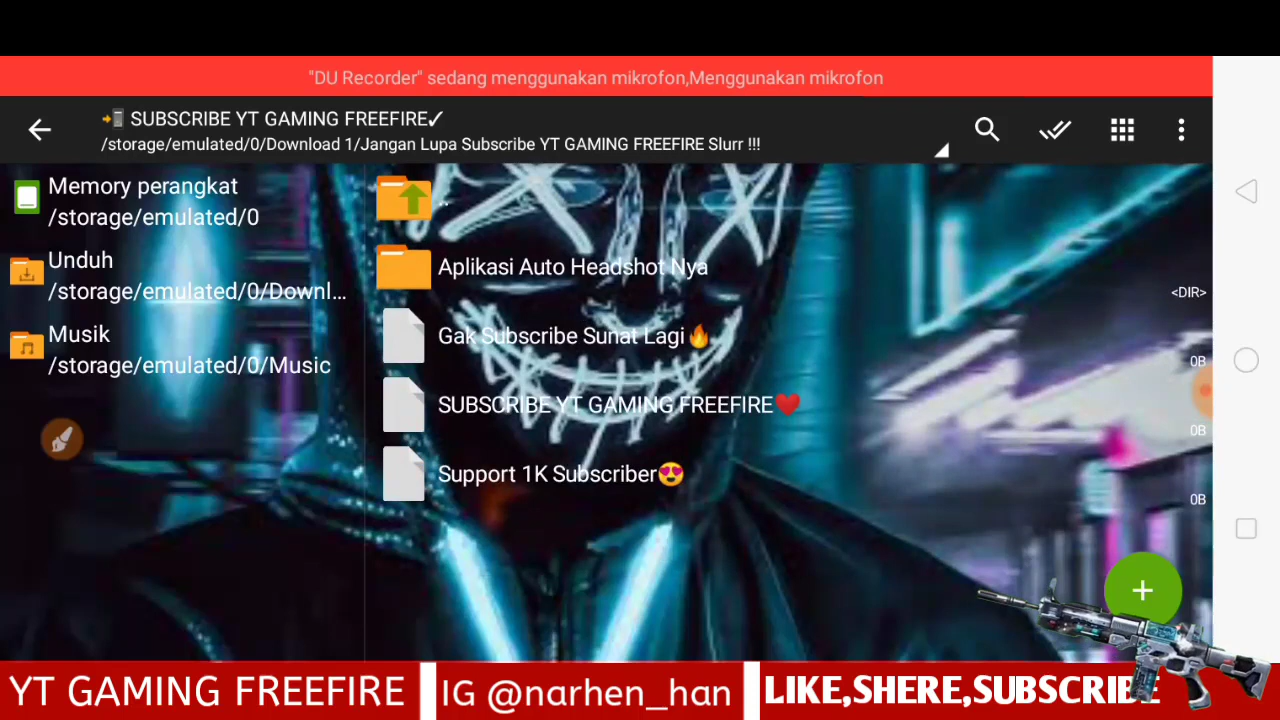 "DU Recorder" sedang menggunakan mikrofon,Menggunakan mikrofon
SUBSCRIBE YT GAMING FREEFIRE✓
/storage/emulated/0/Download 1/Jangan Lupa Subscribe YT GAMING FREEFIRE Slurr !!!
Memory perangkat
/storage/emulated/0
Unduh
/storage/emulated/0/Downl...
Musik
/storage/emulated/0/Music
..
Aplikasi Auto Headshot Nya
<DIR>
Gak Subscribe Sunat Lagi🔥
0B
SUBSCRIBE YT GAMING FREEFIRE❤️
0B
Support 1K Subscriber😍
0B
YT GAMING FREEFIRE
IG @narhen_han
LIKE,SHERE,SUBSCRIBE